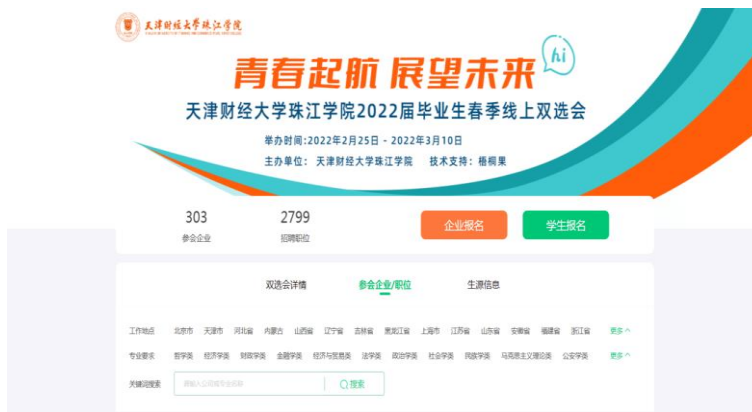 天津财经大学珠江学院
hi
青春起航 展望未来
天津财经大学珠江学院2022届毕业生春季线上双选会
举办时间:2022年2月25日 - 2022年3月10日
主办单位: 天津财经大学珠江学院 技术支持: 梧桐果
303 2799 企业报名 学生报名
参会企业 招聘职位
双选会详情 参会企业/职位 生源信息
工作地点 北京市 天津市 河北省 内蒙古 山西省 辽宁省 吉林省 黑龙江省 上海市 江苏省 山东省 安徽省 福建省 浙江省 更多
专业要求 哲学类 经济学类 财政学类 金融学类 经济与贸易类 法学类 政治学类 社会学类 民族学类 马克思主义理论类 公安学类 更多
关键词搜索 请输入公司或专业名称 搜索